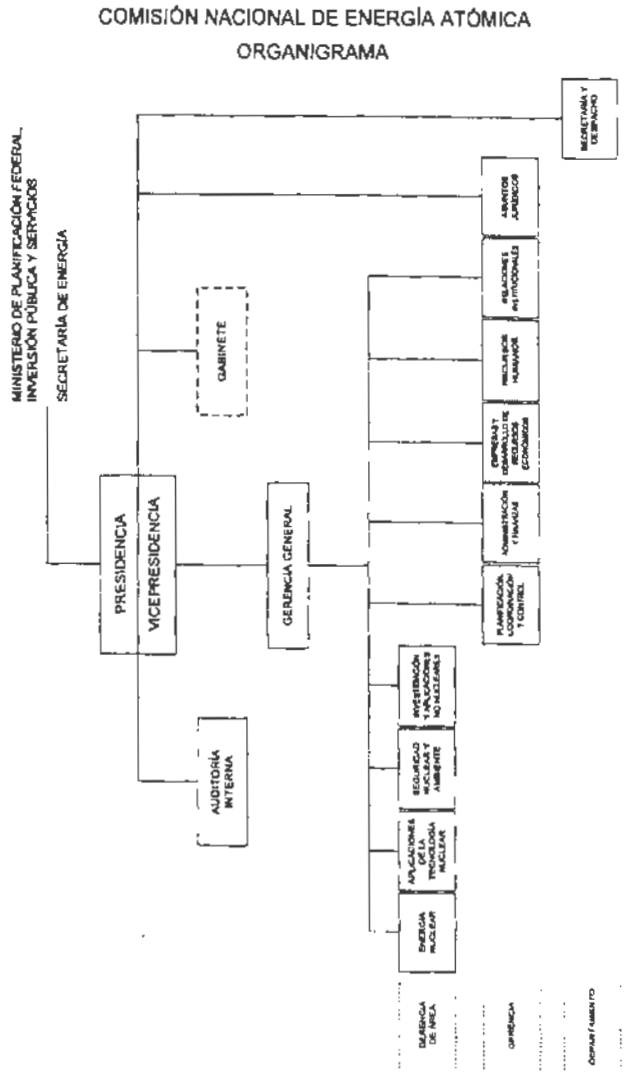 COMISIÓN NACIONAL DE ENERGÍA ATÓMICA
ORGANIGRAMA
MINISTERIO DE PLANIFICACIÓN FEDERAL,
INVERSIÓN PÚBLICA Y SERVICIOS
SECRETARÍA DE ENERGÍA
PRESIDENCIA
VICEPRESIDENCIA
AUDITORÍA
INTERNA
GABINETE
GERENCIA GENERAL
GERENCIA
DE ÁREA
ENERGÍA
NUCLEAR
APLICACIONES
DE LA
TECNOLOGÍA
NUCLEAR
SEGURIDAD
NUCLEAR Y
AMBIENTE
INVESTIGACIÓN
Y APLICACIONES
NO NUCLEARES
GERENCIA
PLANIFICACIÓN,
COORDINACIÓN
Y CONTROL
ADMINISTRACIÓN
Y FINANZAS
EMPRESAS Y
DESARROLLO DE
RECURSOS
ECONÓMICOS
RECURSOS
HUMANOS
RELACIONES
INSTITUCIONALES
ASUNTOS
JURÍDICOS
DEPARTAMENTO
SECRETARÍA Y
DESPACHO